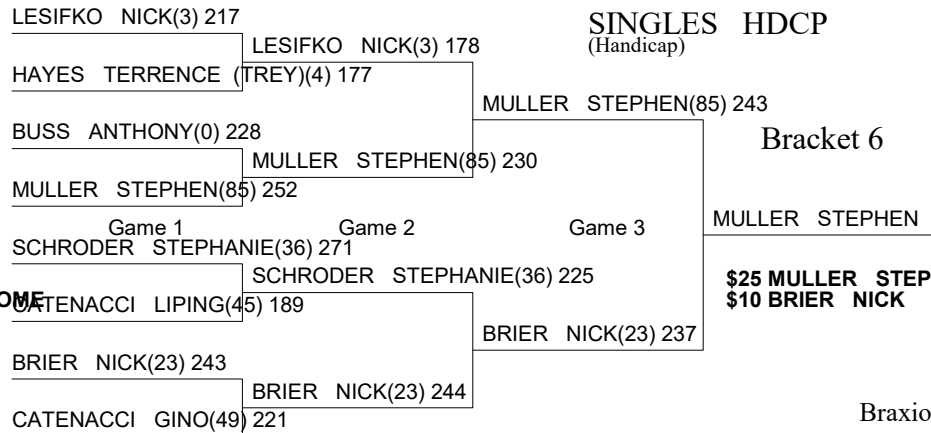 LESIFKO NICK(3) 217
SINGLES HDCP
(Handicap)
LESIFKO NICK(3) 178
HAYES TERRENCE (TREY)(4) 177
MULLER STEPHEN(85) 243
BUSS ANTHONY(0) 228
Bracket 6
MULLER STEPHEN(85) 230
MULLER STEPHEN(85) 252
Game 1 Game 2 Game 3
MULLER STEPHEN
SCHRODER STEPHANIE(36) 271
SCHRODER STEPHANIE(36) 225
$25 MULLER STEP
OME
CATENACCI LIPING(45) 189
$10 BRIER NICK
BRIER NICK(23) 237
BRIER NICK(23) 243
BRIER NICK(23) 244
CATENACCI GINO(49) 221
Braxio